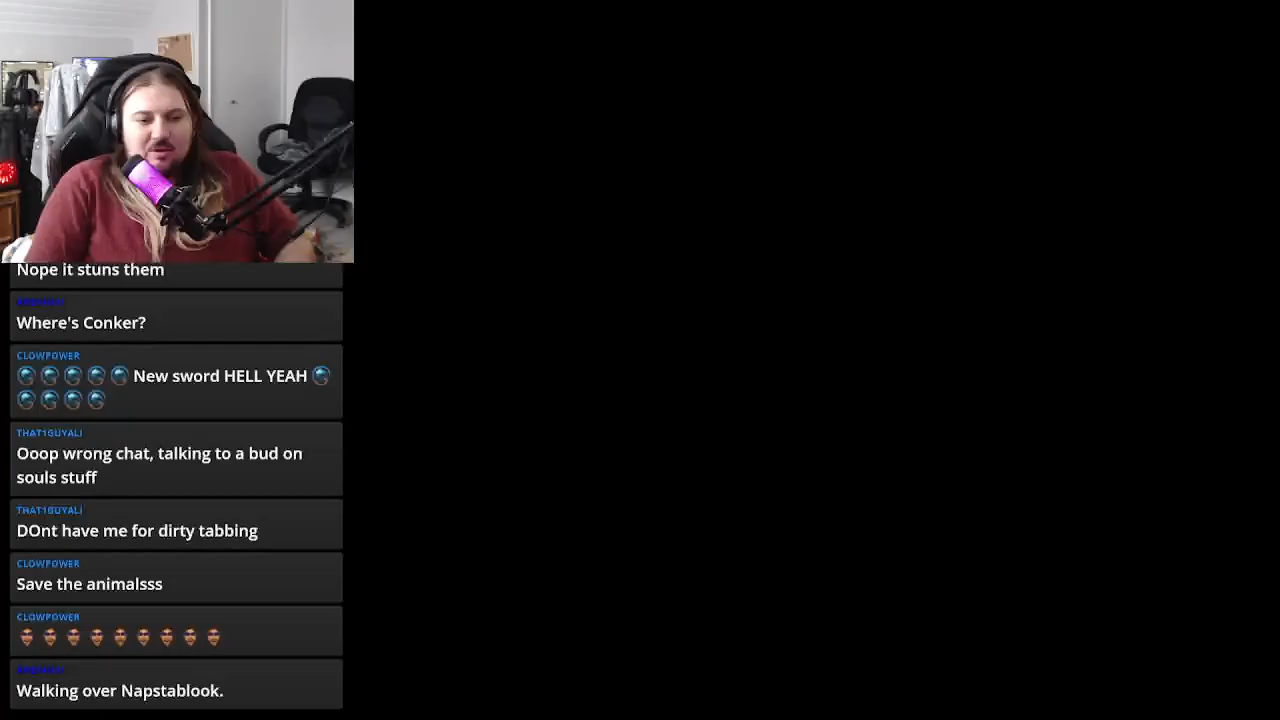 Nope it stuns them
Where's Conker?
CLOWPOWER
New sword HELL YEAH
THAT1GUYALI
Ooop wrong chat, talking to a bud on
souls stuff
THAT1GUYALI
DOnt have me for dirty tabbing
CLOWPOWER
Save the animalsss
CLOWPOWER
Walking over Napstablook.